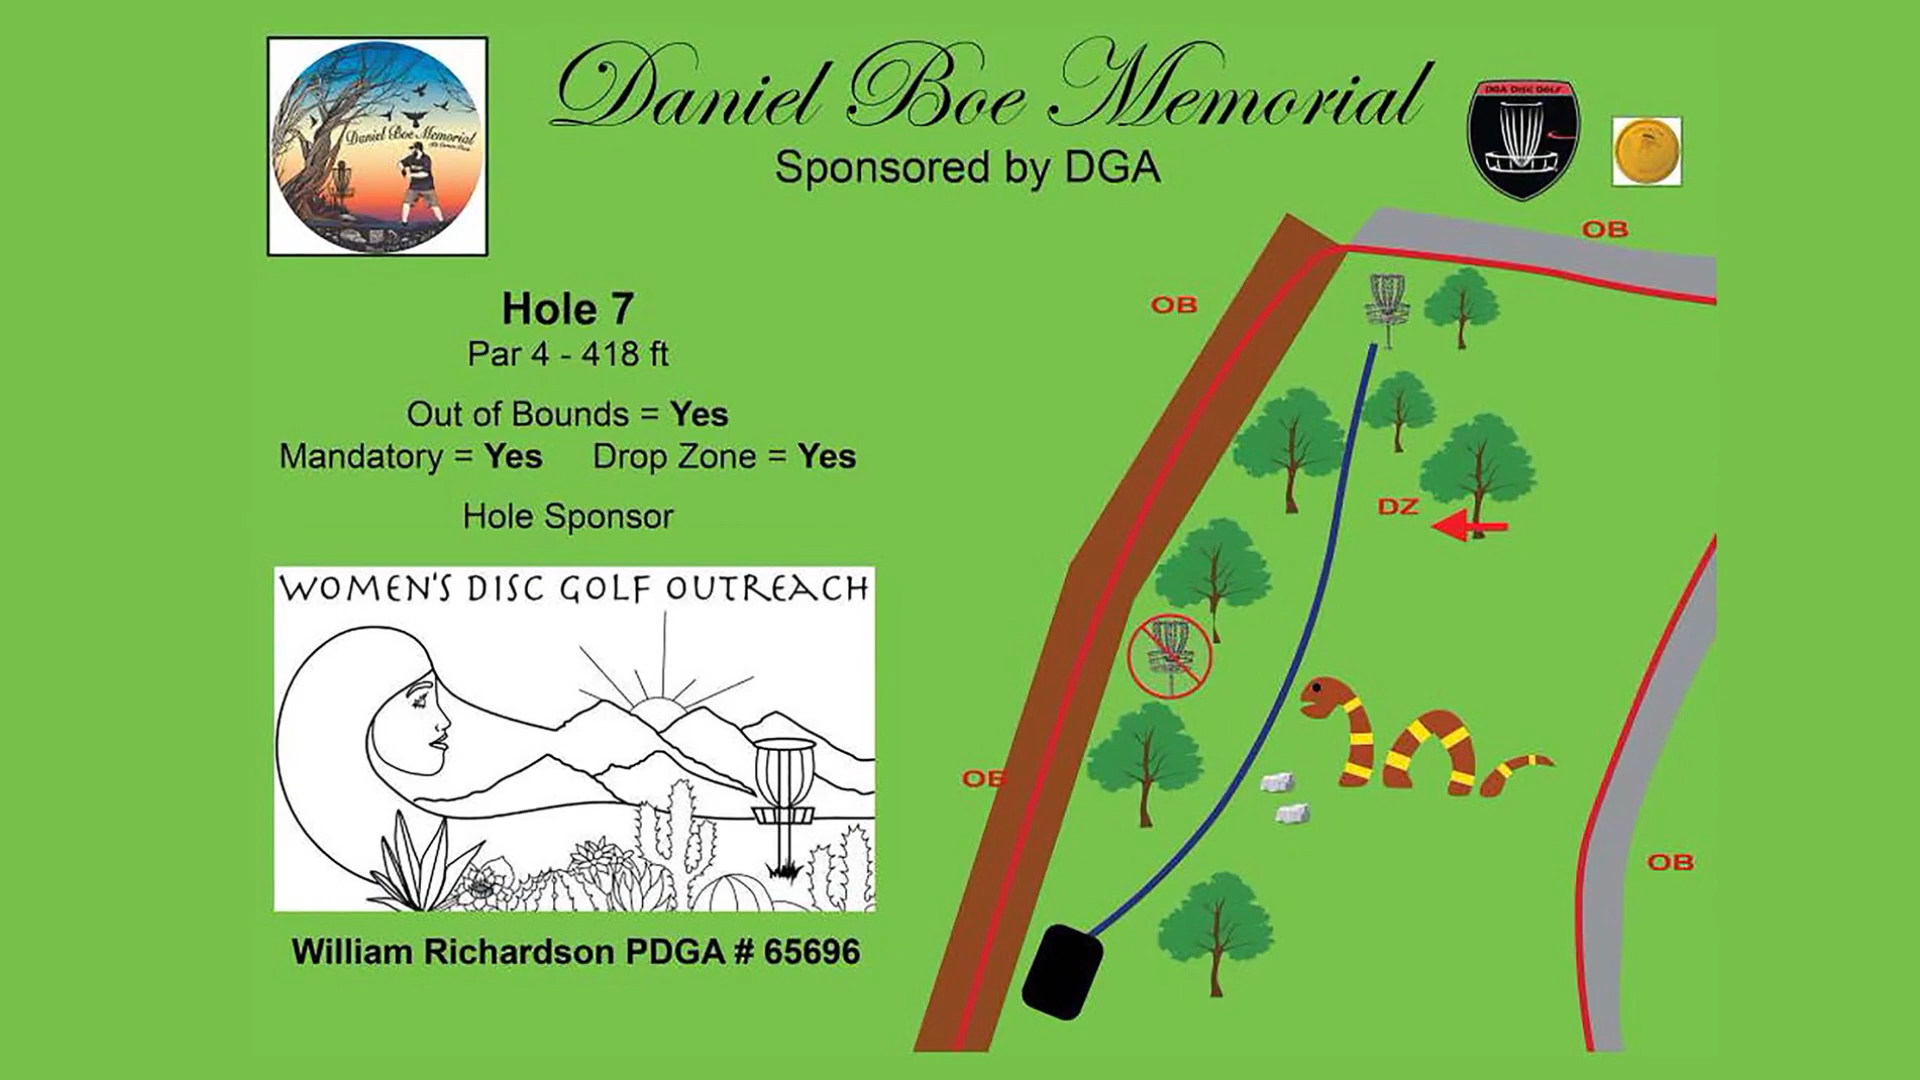 Daniel Boe Memorial
Sponsored by DGA
Daniel Boe Memorial
DGA DISC GOLF
Hole 7
Par 4 - 418 ft
Out of Bounds = Yes
Mandatory = Yes Drop Zone = Yes
Hole Sponsor
WOMEN'S DISC GOLF OUTREACH
William Richardson PDGA # 65696
OB
OB
DZ
OB
OB